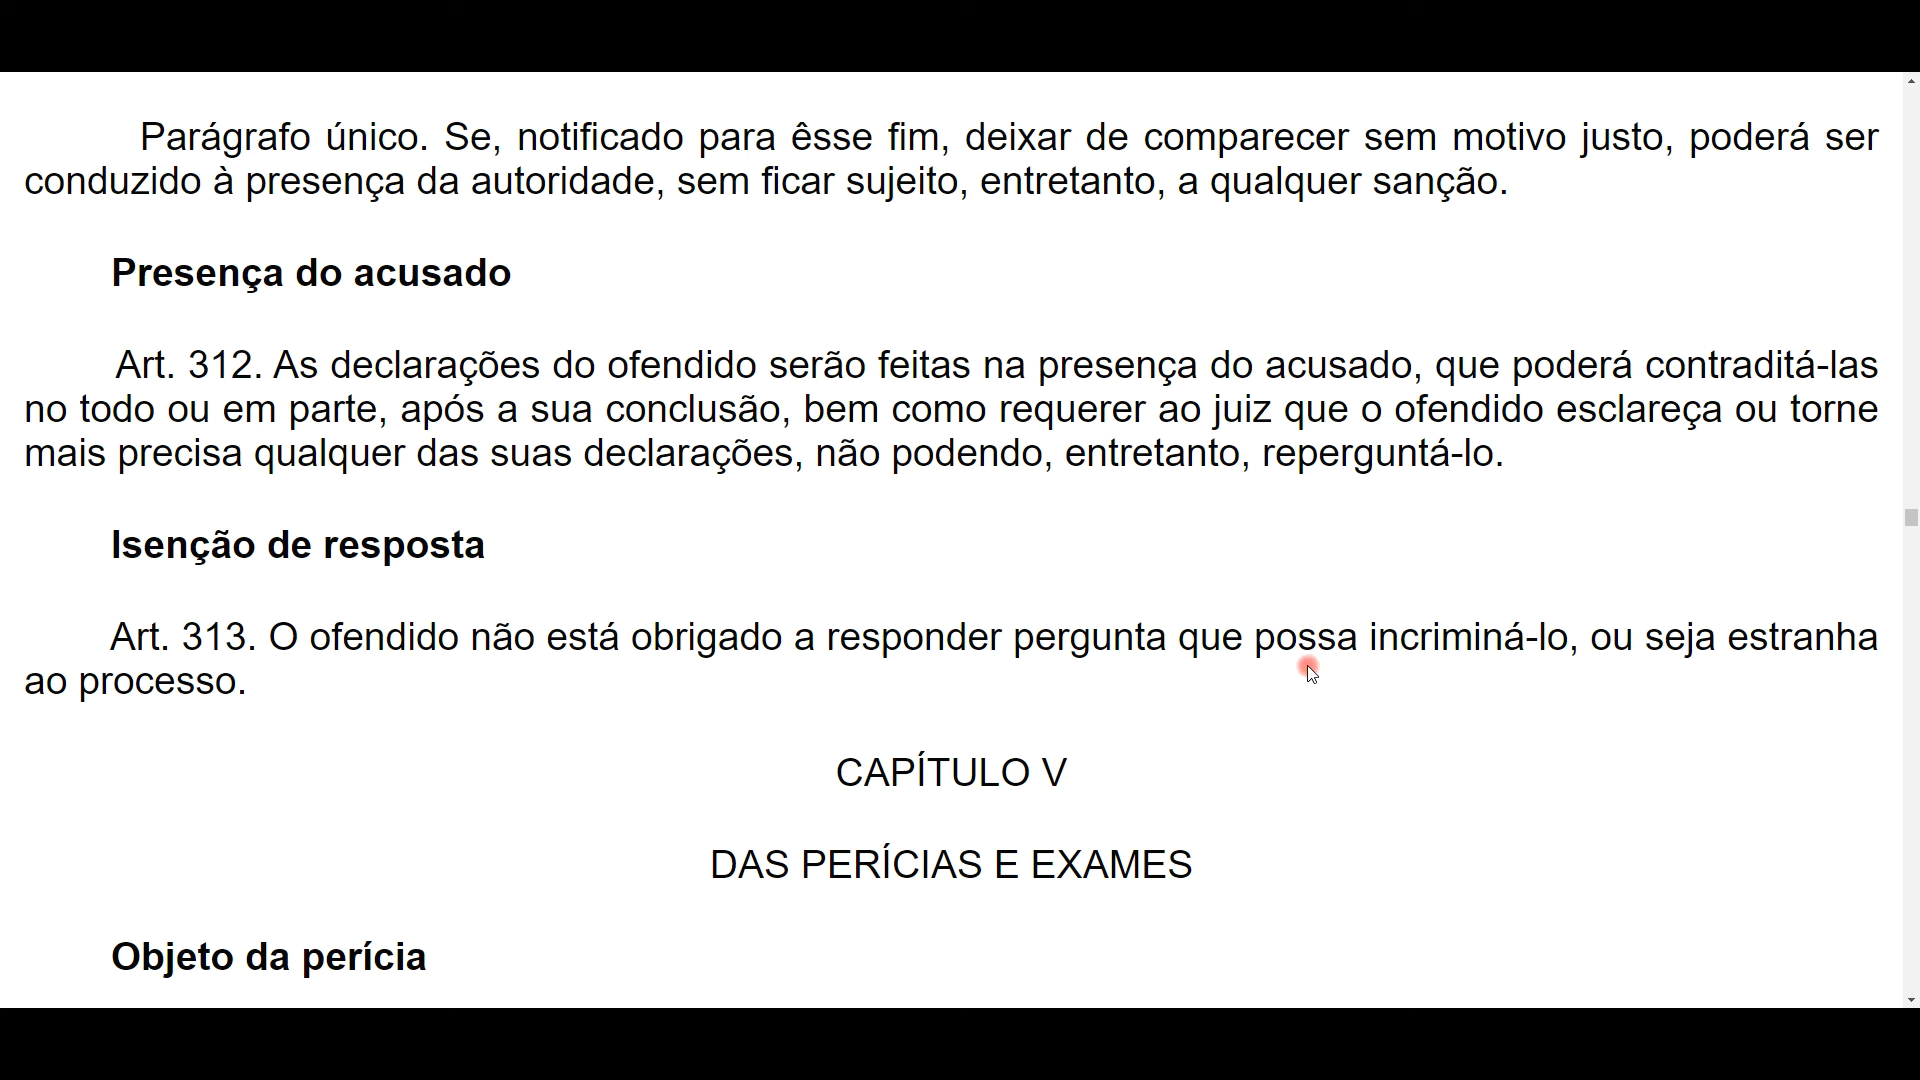 Parágrafo único. Se, notificado para êsse fim, deixar de comparecer sem motivo justo, poderá ser
conduzido à presença da autoridade, sem ficar sujeito, entretanto, a qualquer sanção.
Presença do acusado
Art. 312. As declarações do ofendido serão feitas na presença do acusado, que poderá contraditá-las
no todo ou em parte, após a sua conclusão, bem como requerer ao juiz que o ofendido esclareça ou torne
mais precisa qualquer das suas declarações, não podendo, entretanto, reperguntá-lo.
Isenção de resposta
Art. 313. O ofendido não está obrigado a responder pergunta que possa incriminá-lo, ou seja estranha
ao processo.
CAPÍTULO V
DAS PERÍCIAS E EXAMES
Objeto da perícia